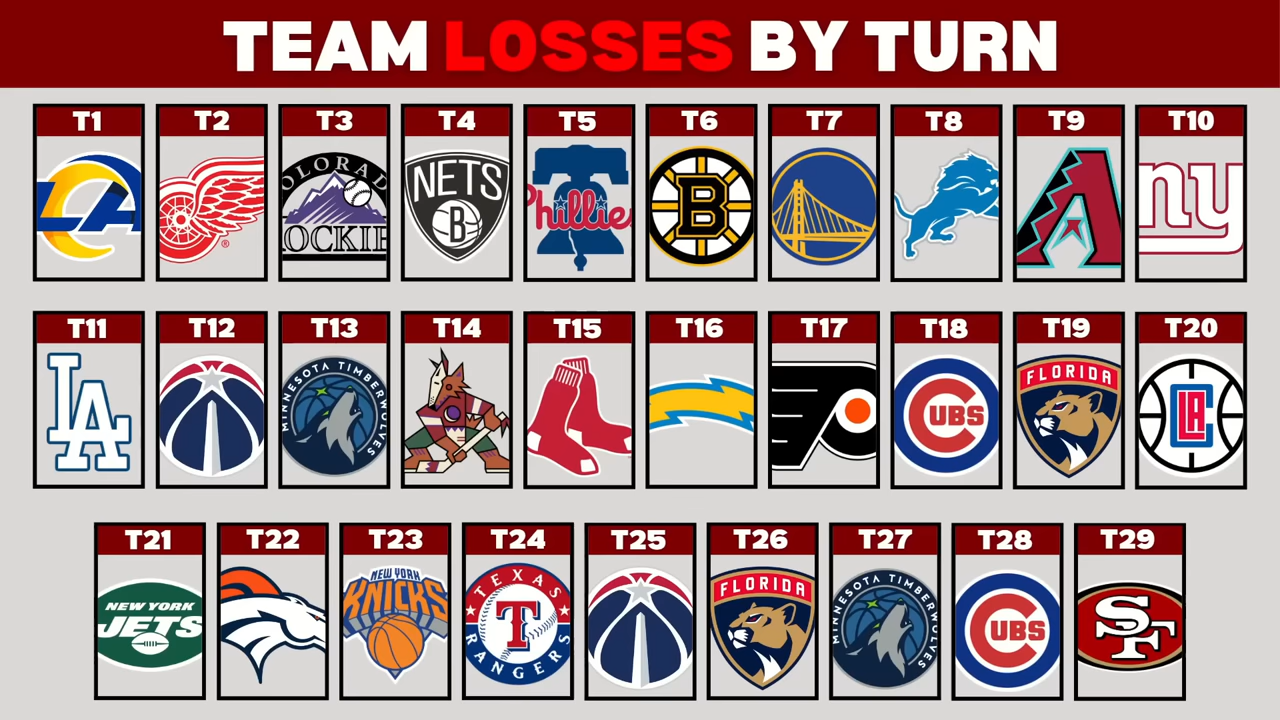 TEAM LOSSES BY TURN
T1 T2 T3 T4 T5 T6 T7 T8 T9 T10
OLORAD
OCKIE
NETS
B
Phillies
B
A
ny
®
T11 T12 T13 T14 T15 T16 T17 T18 T19 T20
LA
MINNESOTA TIMBERWOLVES
CUBS
FLORIDA
LA
C
T21 T22 T23 T24 T25 T26 T27 T28 T29
NEW YORK
JETS
NEW YORK
KNICKS
TEXAS
T
RANGERS
FLORIDA
MINNESOTA TIMBERWOLVES
CUBS
SF